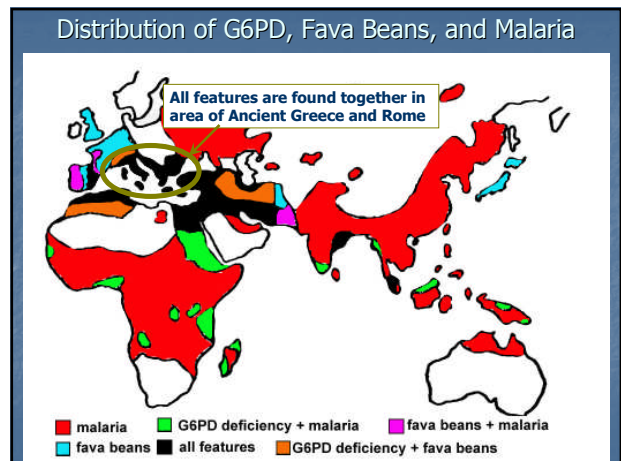 Distribution of G6PD, Fava Beans, and Malaria
All features are found together in
area of Ancient Greece and Rome
malaria G6PD deficiency + malaria fava beans + malaria
fava beans all features G6PD deficiency + fava beans